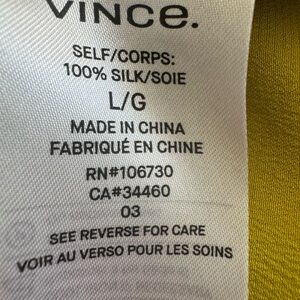 VINCE.
SELF/CORPS:
100% SILK/SOIE
L/G
MADE IN CHINA
FABRIQUÉ EN CHINE
RN#106730
CA#34460
03
SEE REVERSE FOR CARE
VOIR AU VERSO POUR LES SOINS